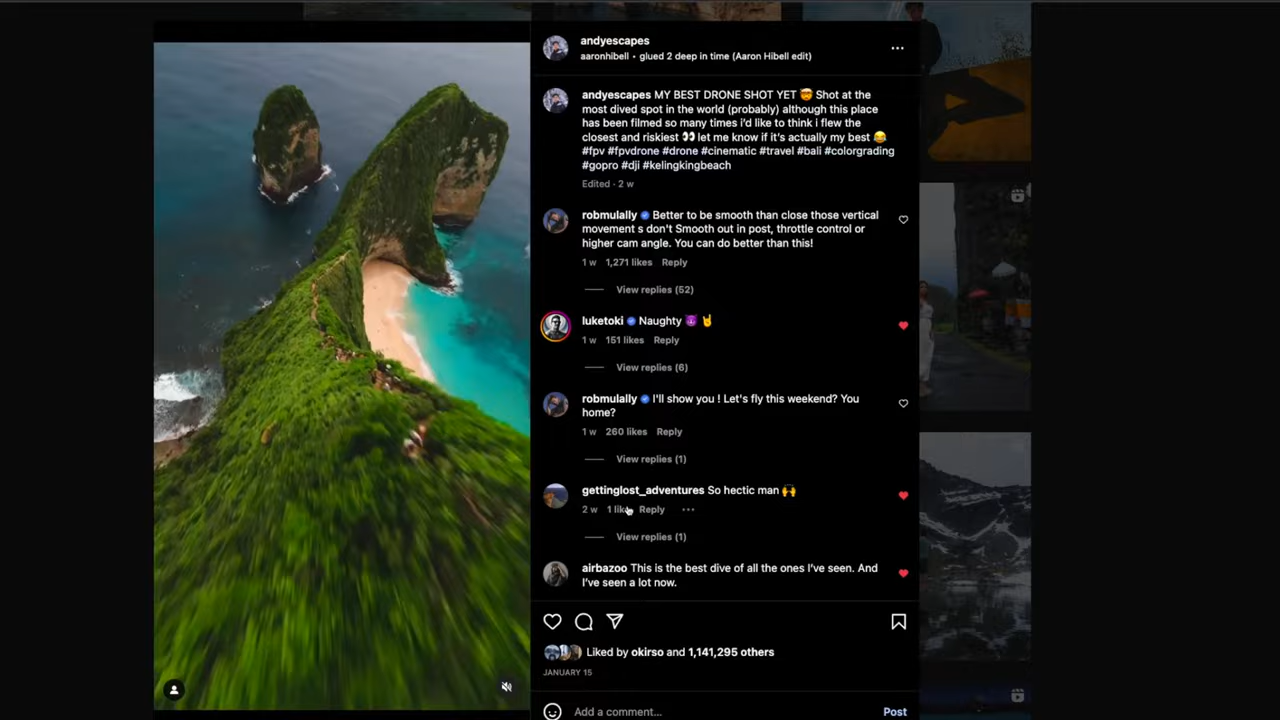 andyescapes
aaronhibell • glued 2 deep in time (Aaron Hibell edit)
andyescapes MY BEST DRONE SHOT YET 🤯 Shot at the
most dived spot in the world (probably) although this place
has been filmed so many times i'd like to think i flew the
closest and riskiest 👀 let me know if it's actually my best 😂
#fpv #fpvdrone #drone #cinematic #travel #bali #colorgrading
#gopro #dji #kelingkingbeach
Edited · 2 w
robmulally Better to be smooth than close those vertical
movement s don't Smooth out in post, throttle control or
higher cam angle. You can do better than this!
1 w 1,271 likes Reply
View replies (52)
luketoki Naughty 😈 🤘
1 w 151 likes Reply
View replies (6)
robmulally I'll show you ! Let's fly this weekend? You
home?
1 w 260 likes Reply
View replies (1)
gettinglost_adventures So hectic man 🙌
2 w 1 like Reply
View replies (1)
airbazoo This is the best dive of all the ones I've seen. And
I've seen a lot now.
Liked by okirso and 1,141,295 others
JANUARY 15
Add a comment...
Post